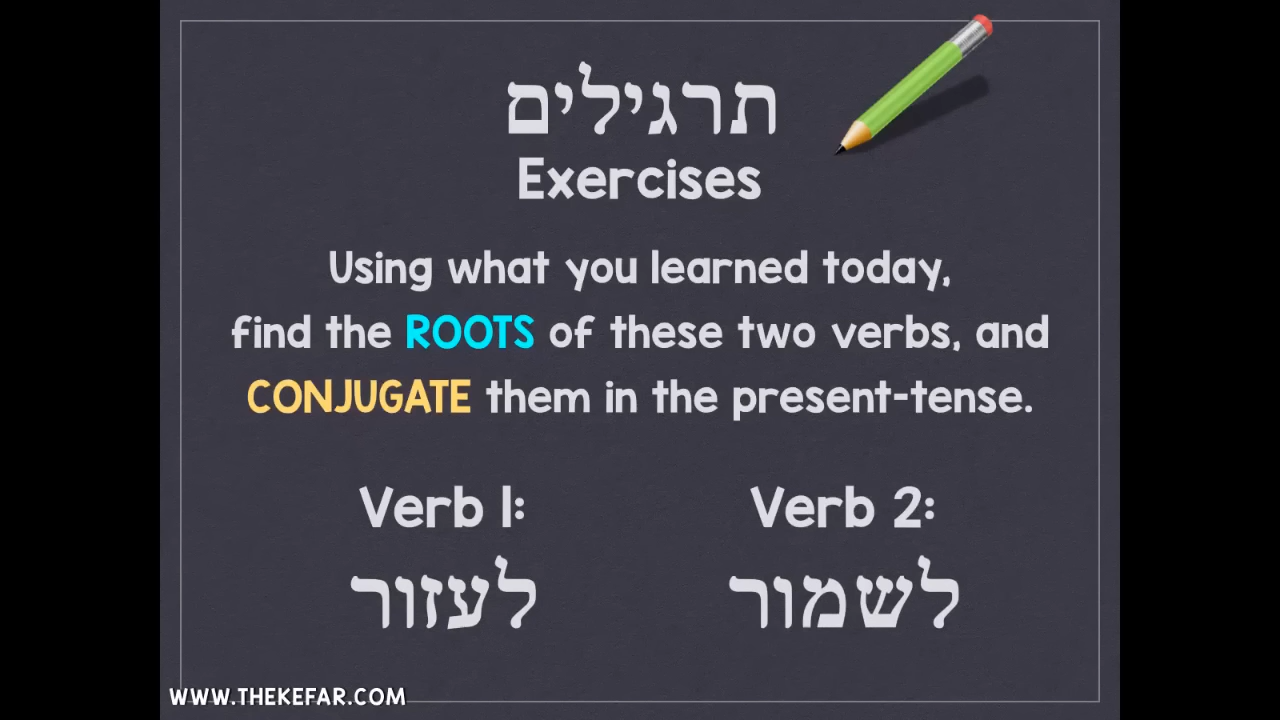 תרגילים
Exercises
Using what you learned today,
find the ROOTS of these two verbs, and
CONJUGATE them in the present-tense.
Verb 1:
לעזור
Verb 2:
לשמור
WWW.THEKEFAR.COM